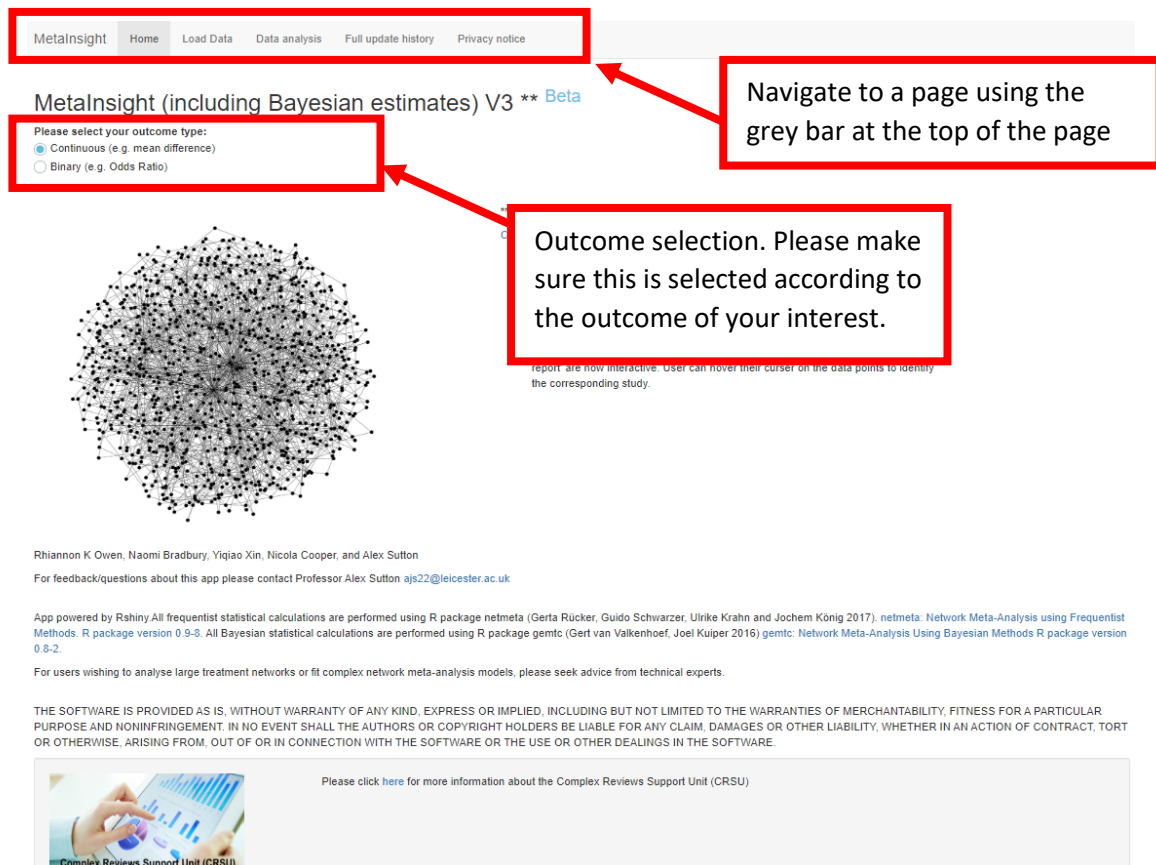 MetaInsight Home Load Data Data analysis Full update history Privacy notice
Navigate to a page using the
grey bar at the top of the page
MetaInsight (including Bayesian estimates) V3 ** Beta
Please select your outcome type:
Continuous (e.g. mean difference)
Binary (e.g. Odds Ratio)
Outcome selection. Please make
sure this is selected according to
the outcome of your interest.
report' are now interactive. User can hover their curser on the data points to identify
the corresponding study.
Rhiannon K Owen, Naomi Bradbury, Yiqiao Xin, Nicola Cooper, and Alex Sutton
For feedback/questions about this app please contact Professor Alex Sutton ajs22@leicester.ac.uk
App powered by Rshiny.All frequentist statistical calculations are performed using R package netmeta (Gerta Rücker, Guido Schwarzer, Ulrike Krahn and Jochem König 2017). netmeta: Network Meta-Analysis using Frequentist
Methods. R package version 0.9-8. All Bayesian statistical calculations are performed using R package gemtc (Gert van Valkenhoef, Joel Kuiper 2016) gemtc: Network Meta-Analysis Using Bayesian Methods R package version
0.8-2.
For users wishing to analyse large treatment networks or fit complex network meta-analysis models, please seek advice from technical experts.
THE SOFTWARE IS PROVIDED AS IS, WITHOUT WARRANTY OF ANY KIND, EXPRESS OR IMPLIED, INCLUDING BUT NOT LIMITED TO THE WARRANTIES OF MERCHANTABILITY, FITNESS FOR A PARTICULAR
PURPOSE AND NONINFRINGEMENT. IN NO EVENT SHALL THE AUTHORS OR COPYRIGHT HOLDERS BE LIABLE FOR ANY CLAIM, DAMAGES OR OTHER LIABILITY, WHETHER IN AN ACTION OF CONTRACT, TORT
OR OTHERWISE, ARISING FROM, OUT OF OR IN CONNECTION WITH THE SOFTWARE OR THE USE OR OTHER DEALINGS IN THE SOFTWARE.
Please click here for more information about the Complex Reviews Support Unit (CRSU)
Complex Reviews Support Unit (CRSU)